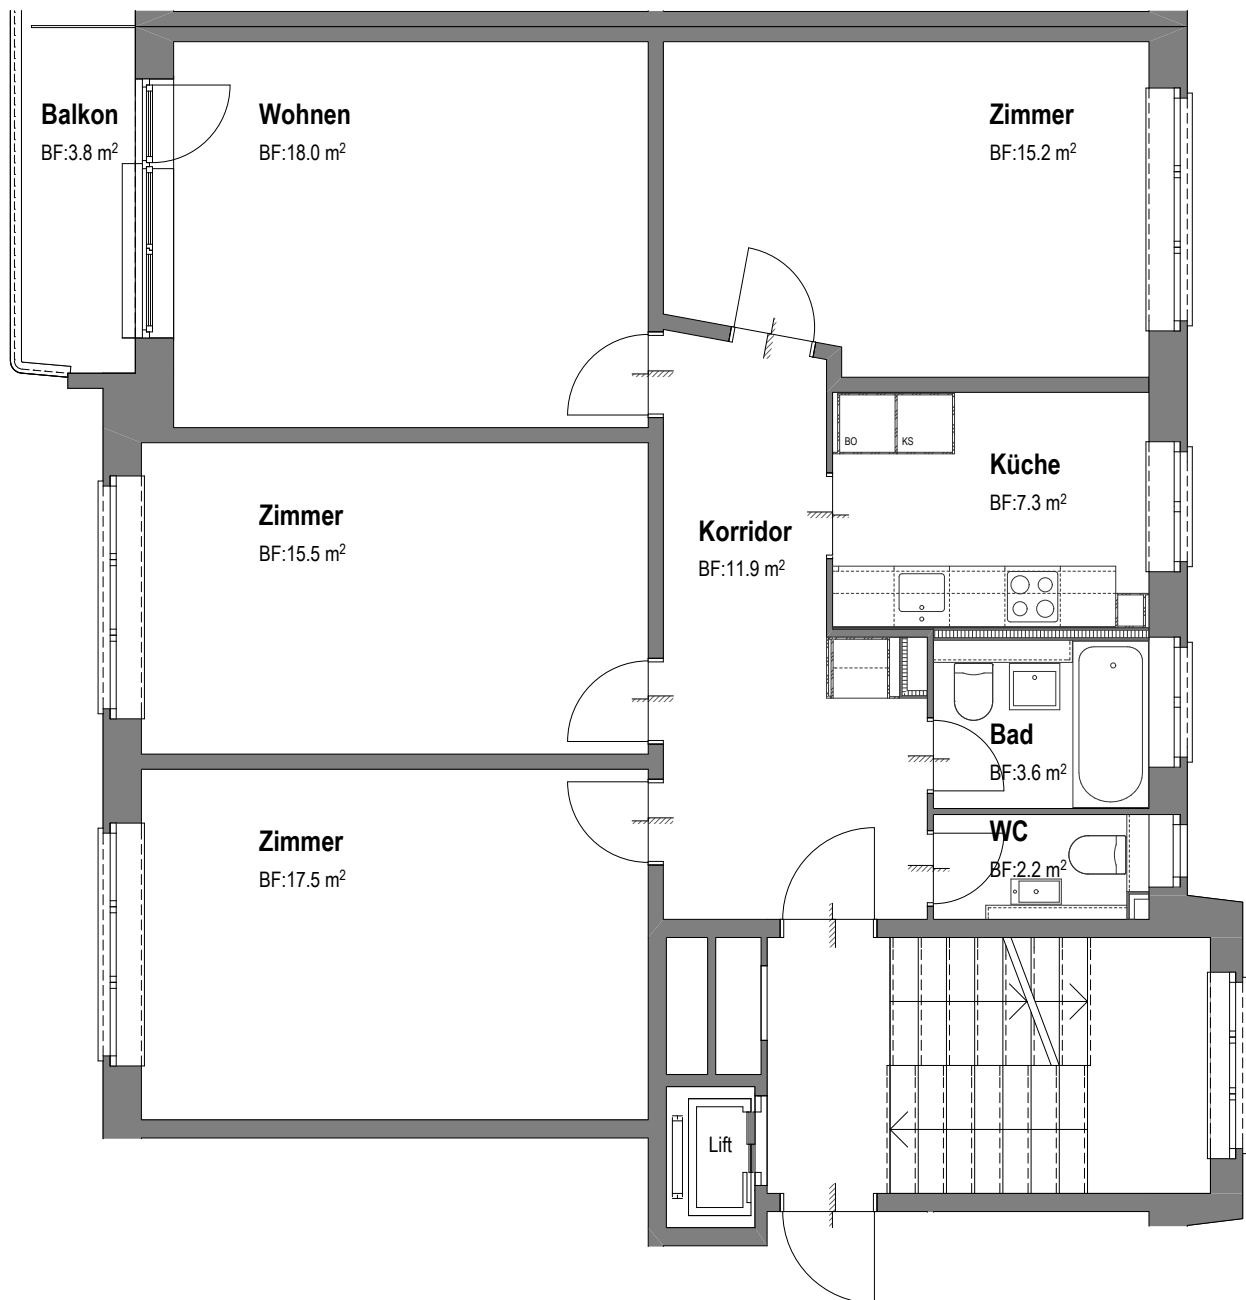 Balkon
BF:3.8 m²
Wohnen
BF:18.0 m²
Zimmer
BF:15.2 m²
BO
KS
Küche
BF:7.3 m²
Zimmer
BF:15.5 m²
Korridor
BF:11.9 m²
Bad
BF:3.6 m²
Zimmer
BF:17.5 m²
WC
BF:2.2 m²
Lift